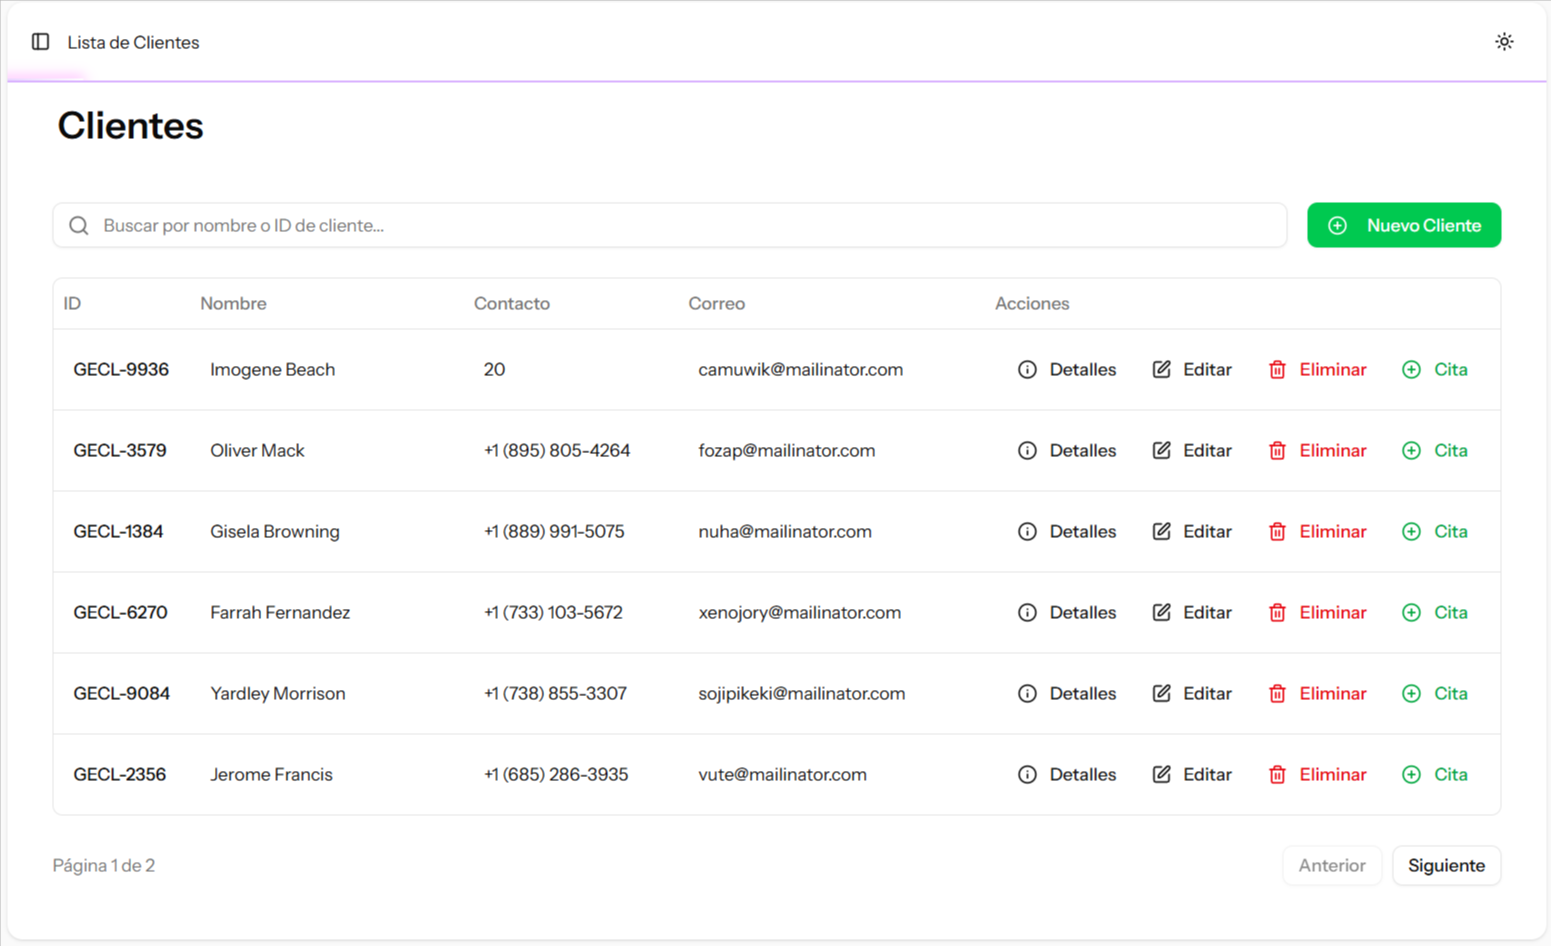 Lista de Clientes
Clientes
Buscar por nombre o ID de cliente...
Nuevo Cliente
ID Nombre Contacto Correo Acciones
GECL-9936 Imogene Beach 20 camuwik@mailinator.com Detalles Editar Eliminar Cita
GECL-3579 Oliver Mack +1 (895) 805-4264 fozap@mailinator.com Detalles Editar Eliminar Cita
GECL-1384 Gisela Browning +1 (889) 991-5075 nuha@mailinator.com Detalles Editar Eliminar Cita
GECL-6270 Farrah Fernandez +1 (733) 103-5672 xenojory@mailinator.com Detalles Editar Eliminar Cita
GECL-9084 Yardley Morrison +1 (738) 855-3307 sojipikeki@mailinator.com Detalles Editar Eliminar Cita
GECL-2356 Jerome Francis +1 (685) 286-3935 vute@mailinator.com Detalles Editar Eliminar Cita
Página 1 de 2
Anterior Siguiente